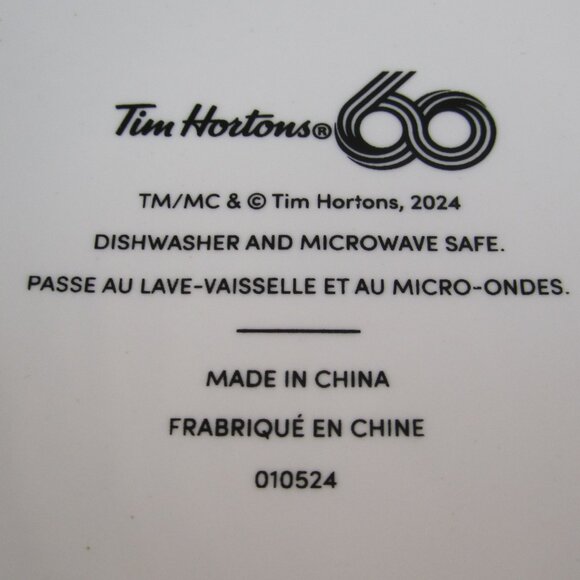 Tim Hortons® 60
TM/MC & © Tim Hortons, 2024
DISHWASHER AND MICROWAVE SAFE.
PASSE AU LAVE-VAISSELLE ET AU MICRO-ONDES.
MADE IN CHINA
FRABRIQUÉ EN CHINE
010524